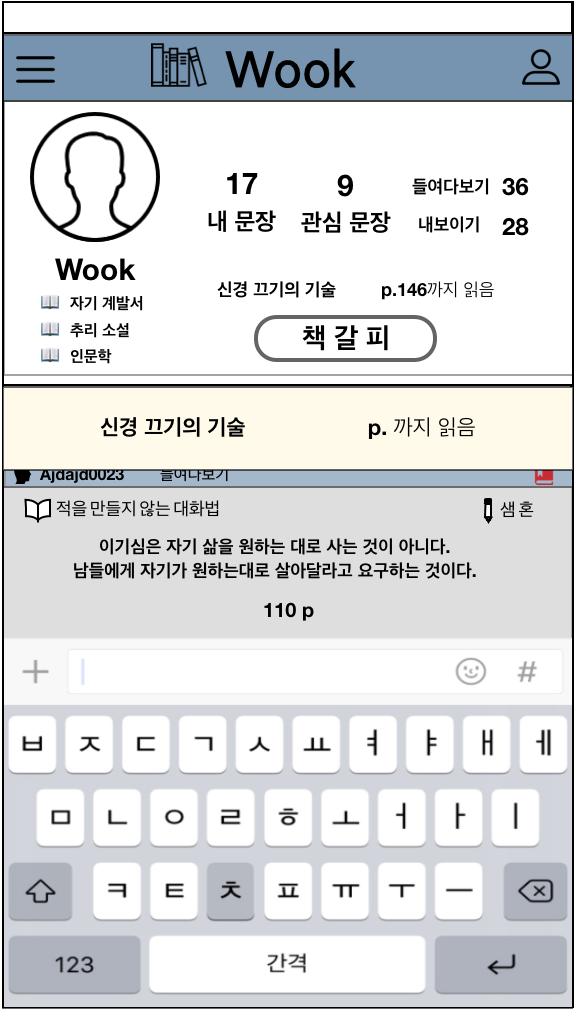 Wook
17
9
들여다보기 36
내 문장
관심 문장
내보이기 28
Wook
신경 끄기의 기술
p.146까지 읽음
자기 계발서
추리 소설
인문학
책 갈 피
신경 끄기의 기술
p. 까지 읽음
Ajdajd0023 들여다보기
적을 만들지 않는 대화법
샘 혼
이기심은 자기 삶을 원하는 대로 사는 것이 아니다.
남들에게 자기가 원하는대로 살아달라고 요구하는 것이다.
110 p
#
ㅂ ㅈ ㄷ ㄱ ㅅ ㅛ ㅕ ㅑ ㅐ ㅔ
ㅁ ㄴ ㅇ ㄹ ㅎ ㅗ ㅓ ㅏ ㅣ
ㅋ ㅌ ㅊ ㅍ ㅠ ㅜ ㅡ
123 간격